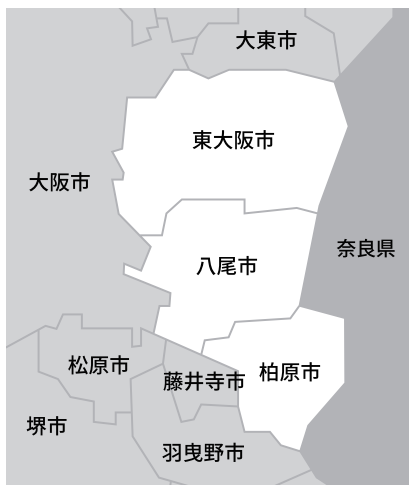 大東市
東大阪市
大阪市
奈良県
八尾市
松原市
藤井寺市
柏原市
堺市
羽曳野市